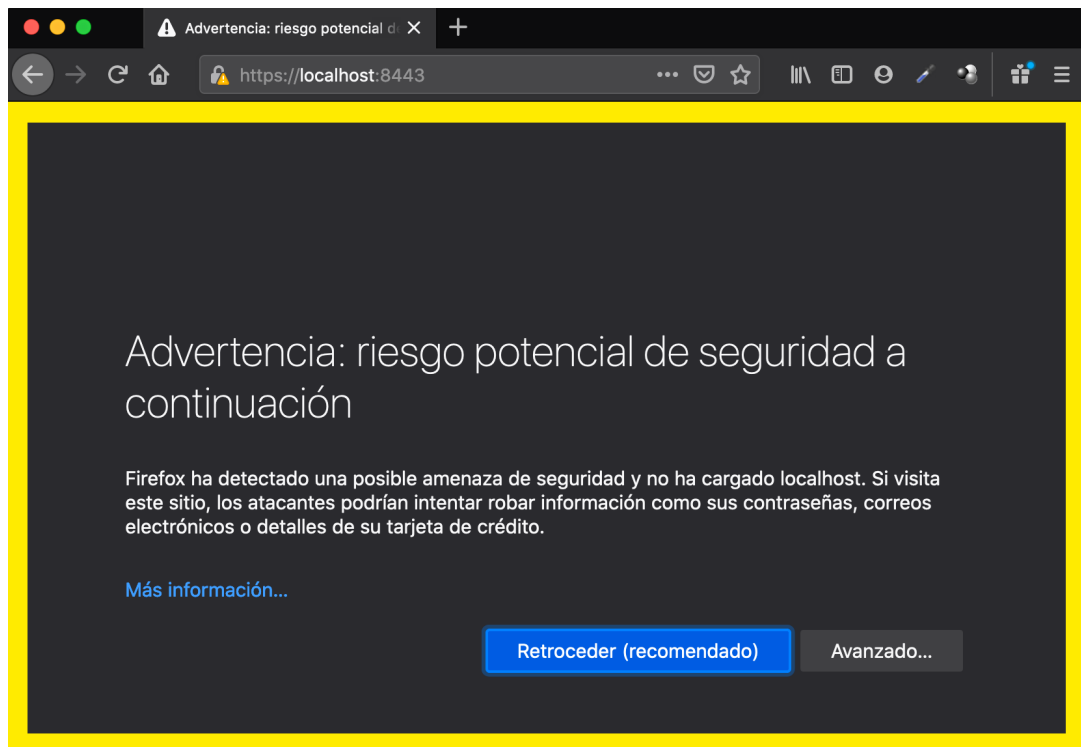 Advertencia: riesgo potencial d
https://localhost:8443
Advertencia: riesgo potencial de seguridad a
continuación
Firefox ha detectado una posible amenaza de seguridad y no ha cargado localhost. Si visita
este sitio, los atacantes podrían intentar robar información como sus contraseñas, correos
electrónicos o detalles de su tarjeta de crédito.
Más información...
Retroceder (recomendado) Avanzado...